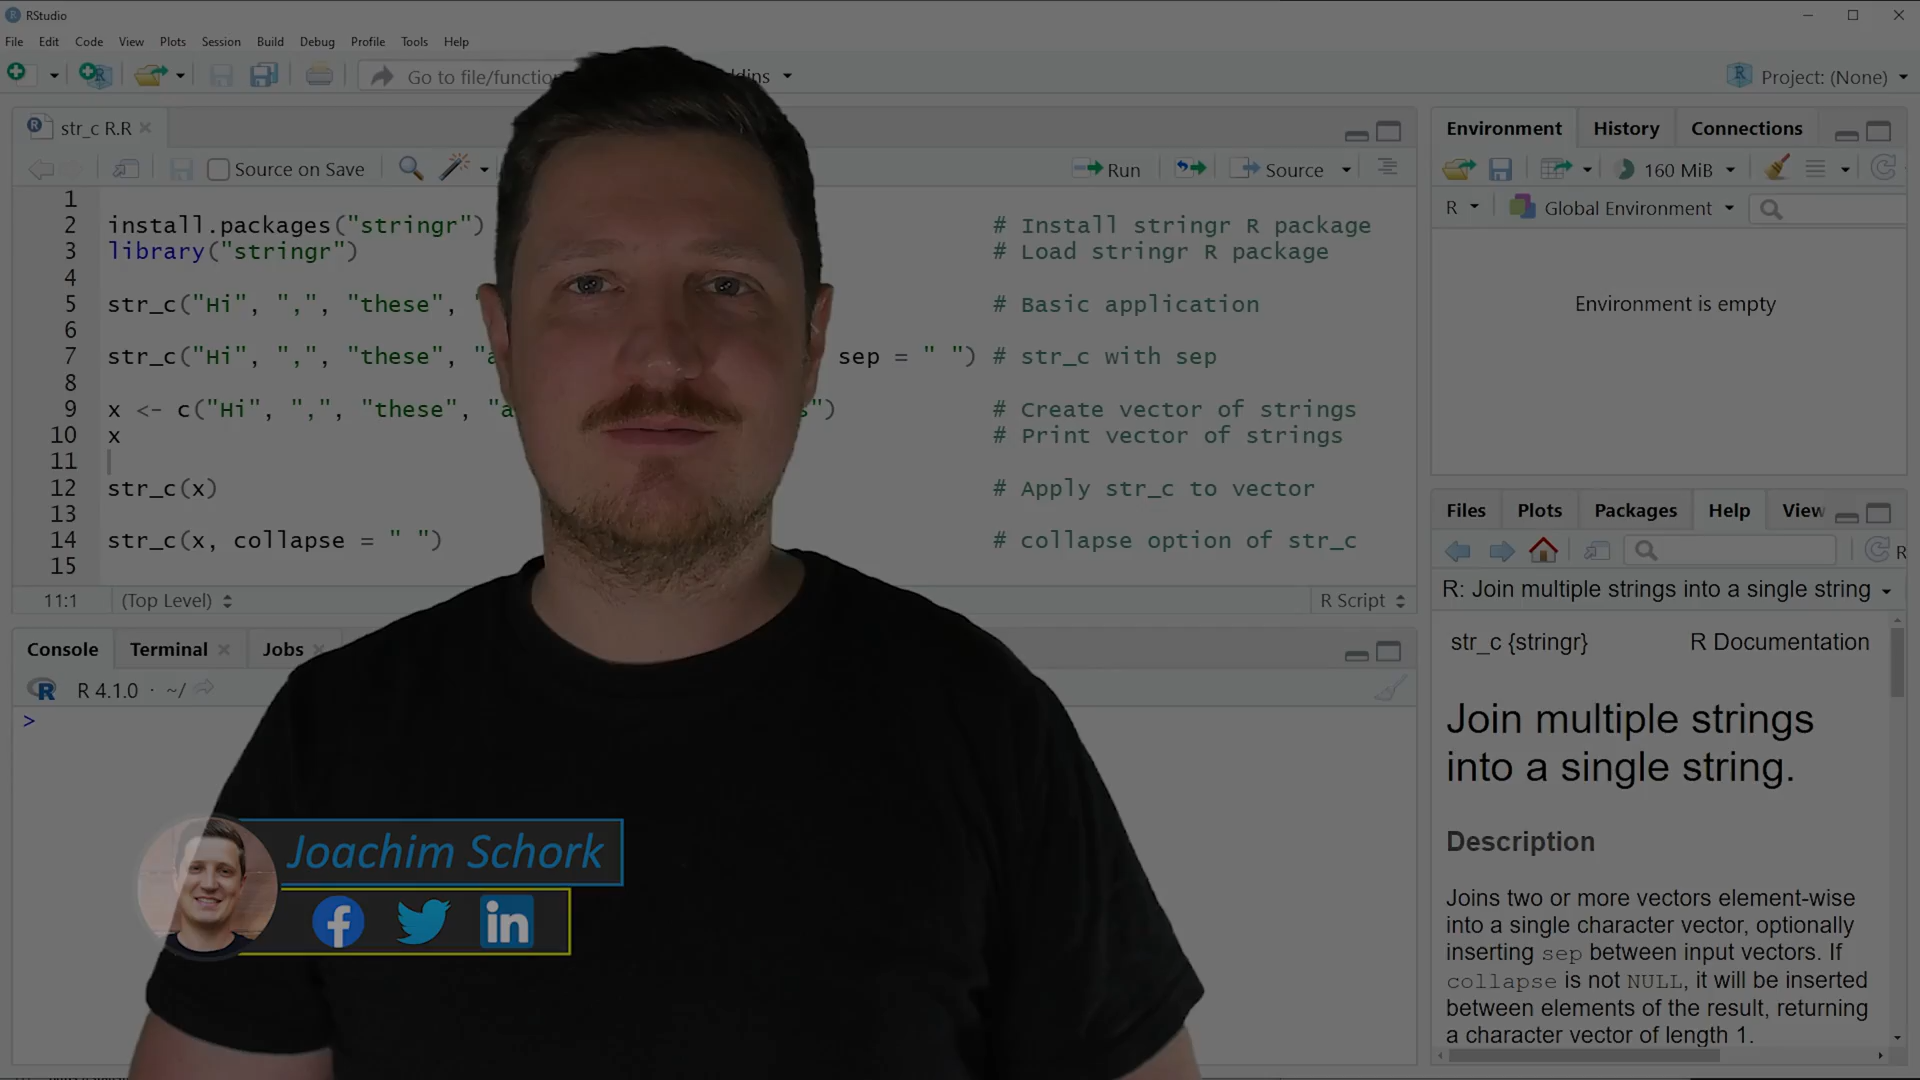 RStudio
File Edit Code View Plots Session Build Debug Profile Tools Help
Go to file/function
Project: (None)
str_c R.R
Source on Save
Run
Source
1
2 install.packages("stringr") # Install stringr R package
3 library("stringr") # Load stringr R package
4
5 str_c("Hi", ",", "these", # Basic application
6
7 str_c("Hi", ",", "these", sep = " ") # str_c with sep
8
9 x <- c("Hi", ",", "these", # Create vector of strings
10 x # Print vector of strings
11
12 str_c(x) # Apply str_c to vector
13
14 str_c(x, collapse = " ") # collapse option of str_c
15
11:1 (Top Level) R Script
Console Terminal Jobs
R 4.1.0 · ~/
>
Environment History Connections
160 MiB
R Global Environment
Environment is empty
Files Plots Packages Help View
R: Join multiple strings into a single string
str_c {stringr} R Documentation
Join multiple strings
into a single string.
Description
Joins two or more vectors element-wise
into a single character vector, optionally
inserting sep between input vectors. If
collapse is not NULL, it will be inserted
between elements of the result, returning
a character vector of length 1.
Joachim Schork
f in